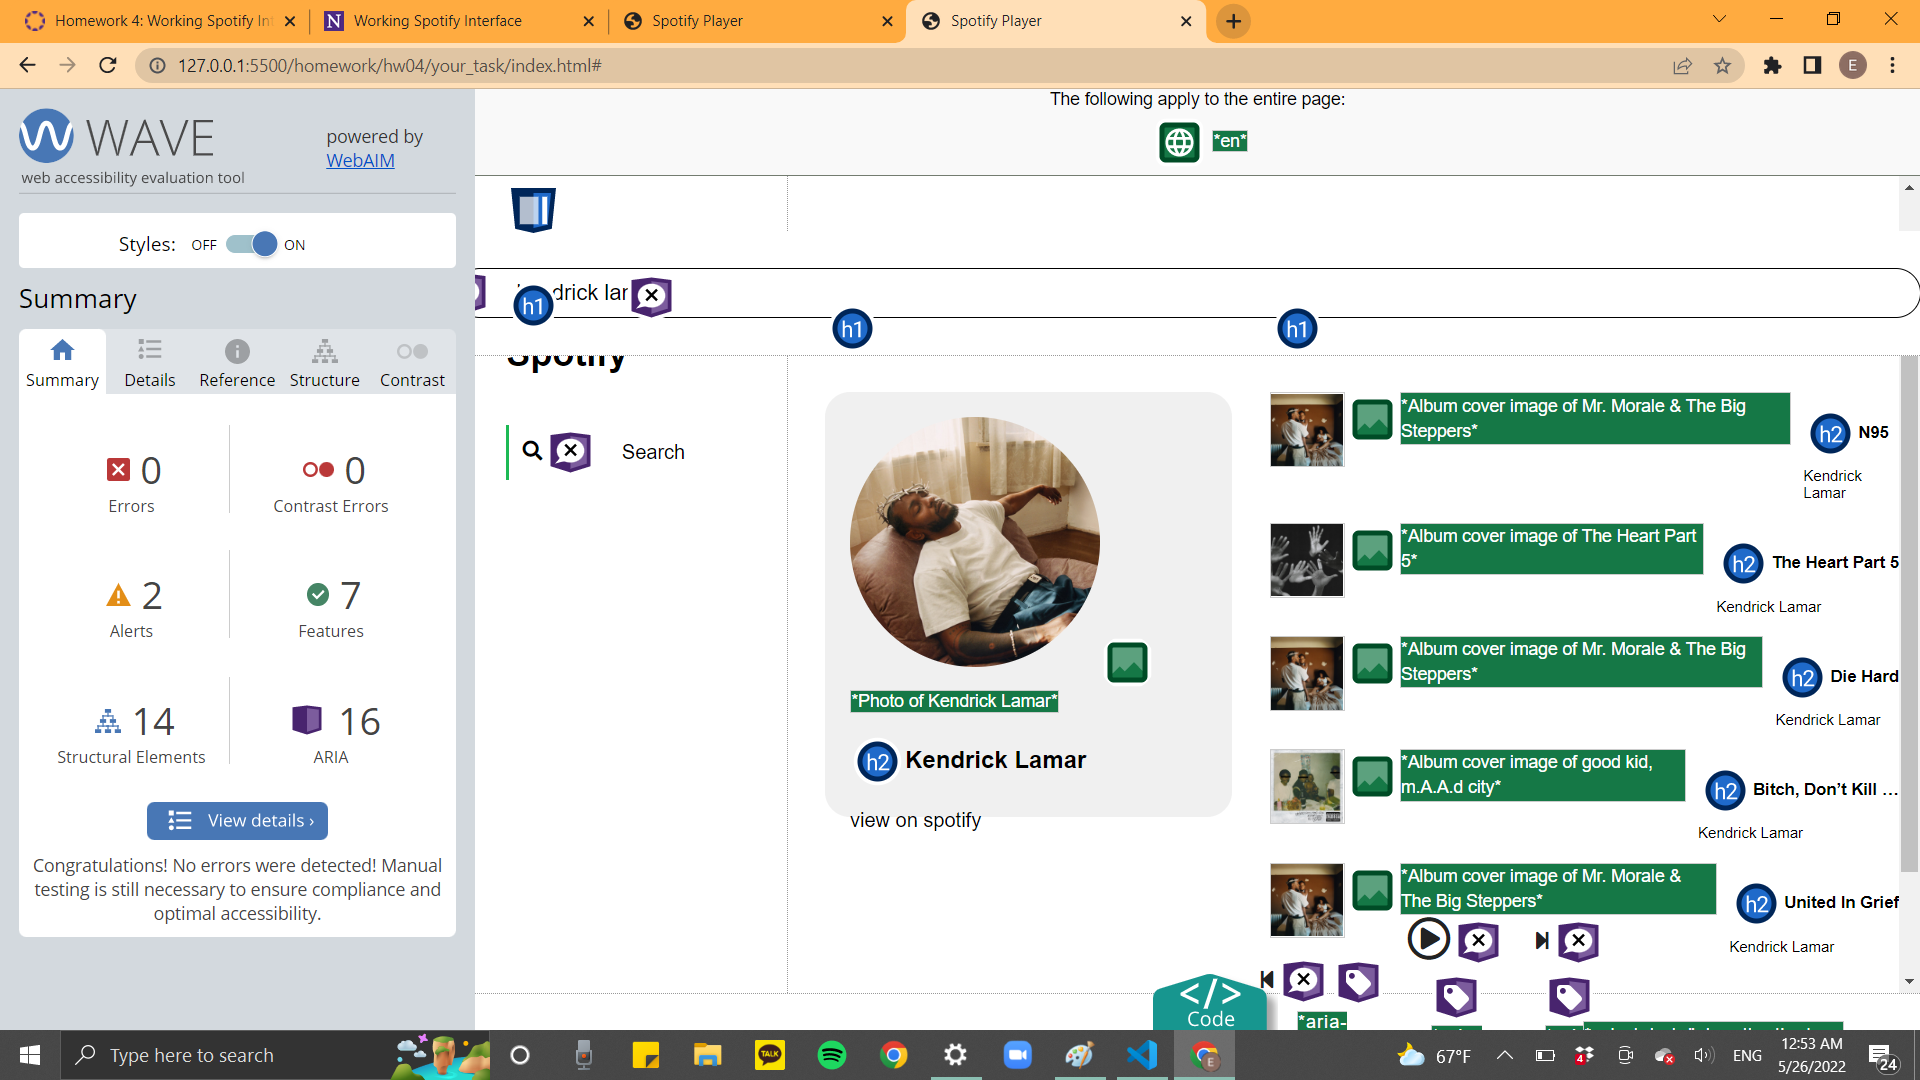 Homework 4: Working Spotify Int
Working Spotify Interface
Spotify Player
Spotify Player
127.0.0.1:5500/homework/hw04/your_task/index.html#
E
WAVE
powered by
WebAIM
web accessibility evaluation tool
Styles: OFF ON
Summary
Summary
Details
Reference
Structure
Contrast
0
Errors
0
Contrast Errors
2
Alerts
7
Features
14
Structural Elements
16
ARIA
View details ›
Congratulations! No errors were detected! Manual
testing is still necessary to ensure compliance and
optimal accessibility.
The following apply to the entire page:
*en*
h1
drick lar
h1
h1
Spotify
Search
*Photo of Kendrick Lamar*
h2 Kendrick Lamar
view on spotify
*Album cover image of Mr. Morale & The Big
Steppers*
h2 N95
Kendrick
Lamar
*Album cover image of The Heart Part
5*
h2 The Heart Part 5
Kendrick Lamar
*Album cover image of Mr. Morale & The Big
Steppers*
h2 Die Hard
Kendrick Lamar
*Album cover image of good kid,
m.A.A.d city*
h2 Bitch, Don’t Kill ...
Kendrick Lamar
*Album cover image of Mr. Morale &
The Big Steppers*
h2 United In Grief
Kendrick Lamar
</>
Code
*aria-
Type here to search
TALK
E
67°F
4
ENG
12:53 AM
5/26/2022
24